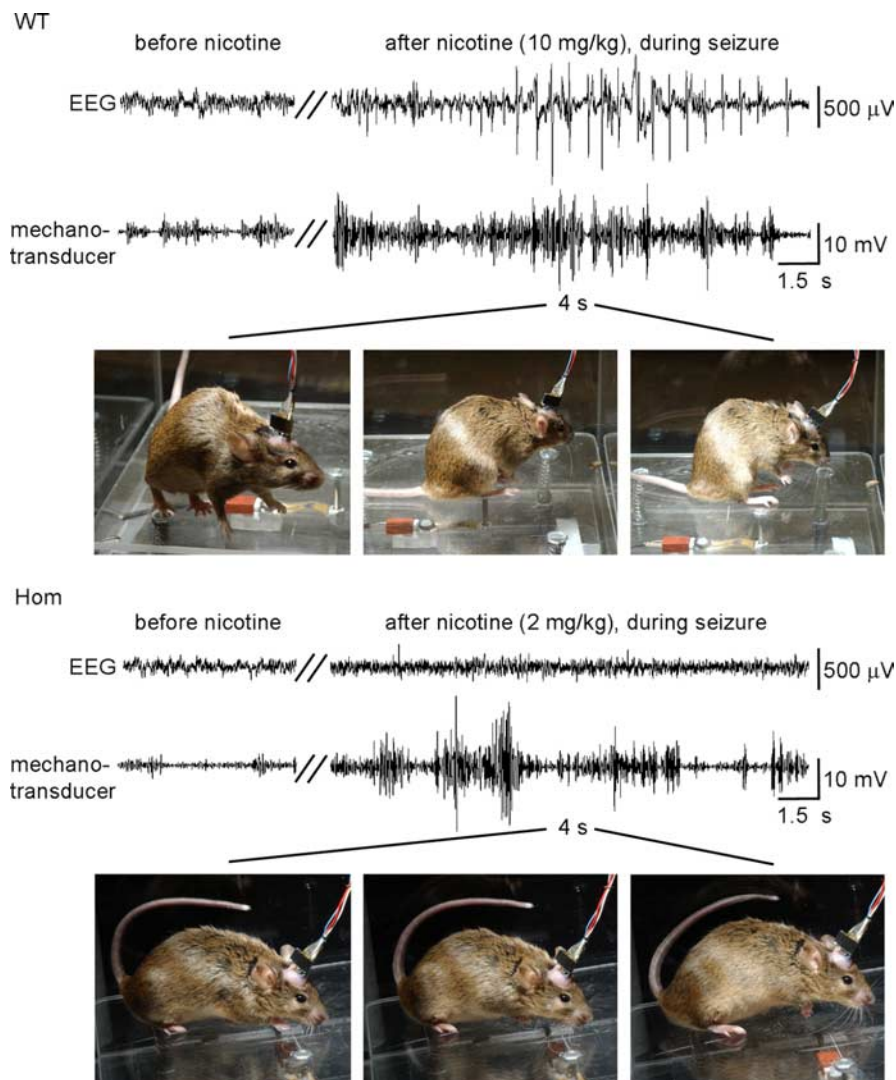 WT
before nicotine after nicotine (10 mg/kg), during seizure
EEG 500 μV
mechano-
transducer 10 mV
1.5 s
4 s
Hom
before nicotine after nicotine (2 mg/kg), during seizure
EEG 500 μV
mechano-
transducer 10 mV
1.5 s
4 s